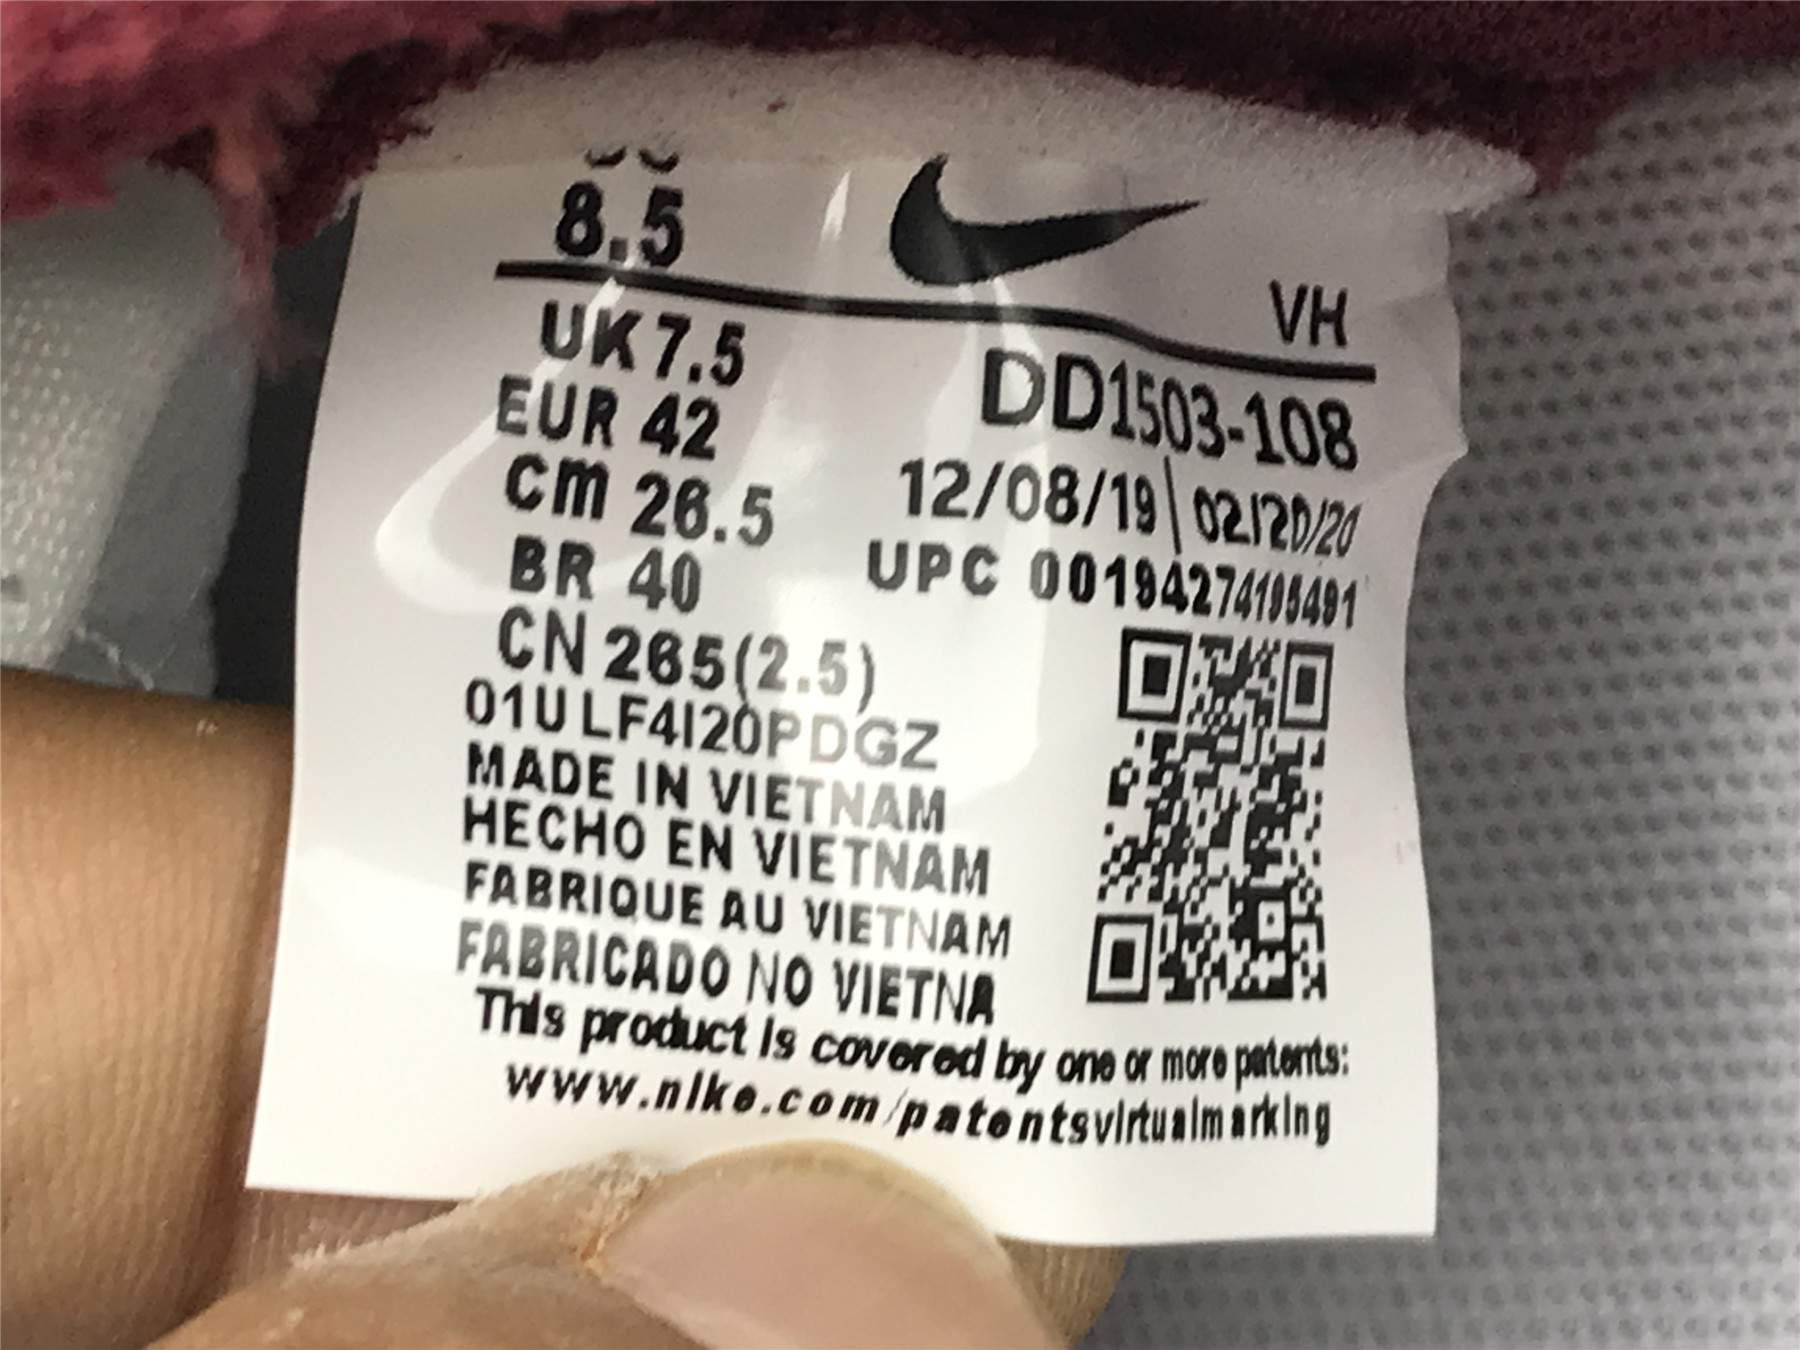 8.5
VH
UK 7.5
DD1503-108
EUR 42
12/08/19 | 02/20/20
cm 26.5
UPC 00194274195491
BR 40
CN 265(2.5)
01U LF4I20PDGZ
MADE IN VIETNAM
HECHO EN VIETNAM
FABRIQUE AU VIETNAM
FABRICADO NO VIETNA
This product is covered by one or more patents:
www.nike.com/patentsvirtualmarking